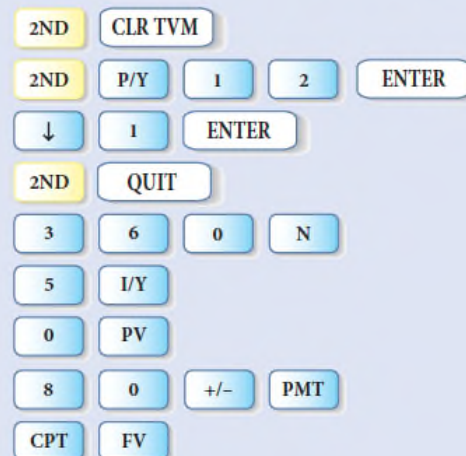 2ND CLR TVM
2ND P/Y 1 2 ENTER
↓ 1 ENTER
2ND QUIT
3 6 0 N
5 I/Y
0 PV
8 0 +/− PMT
CPT FV